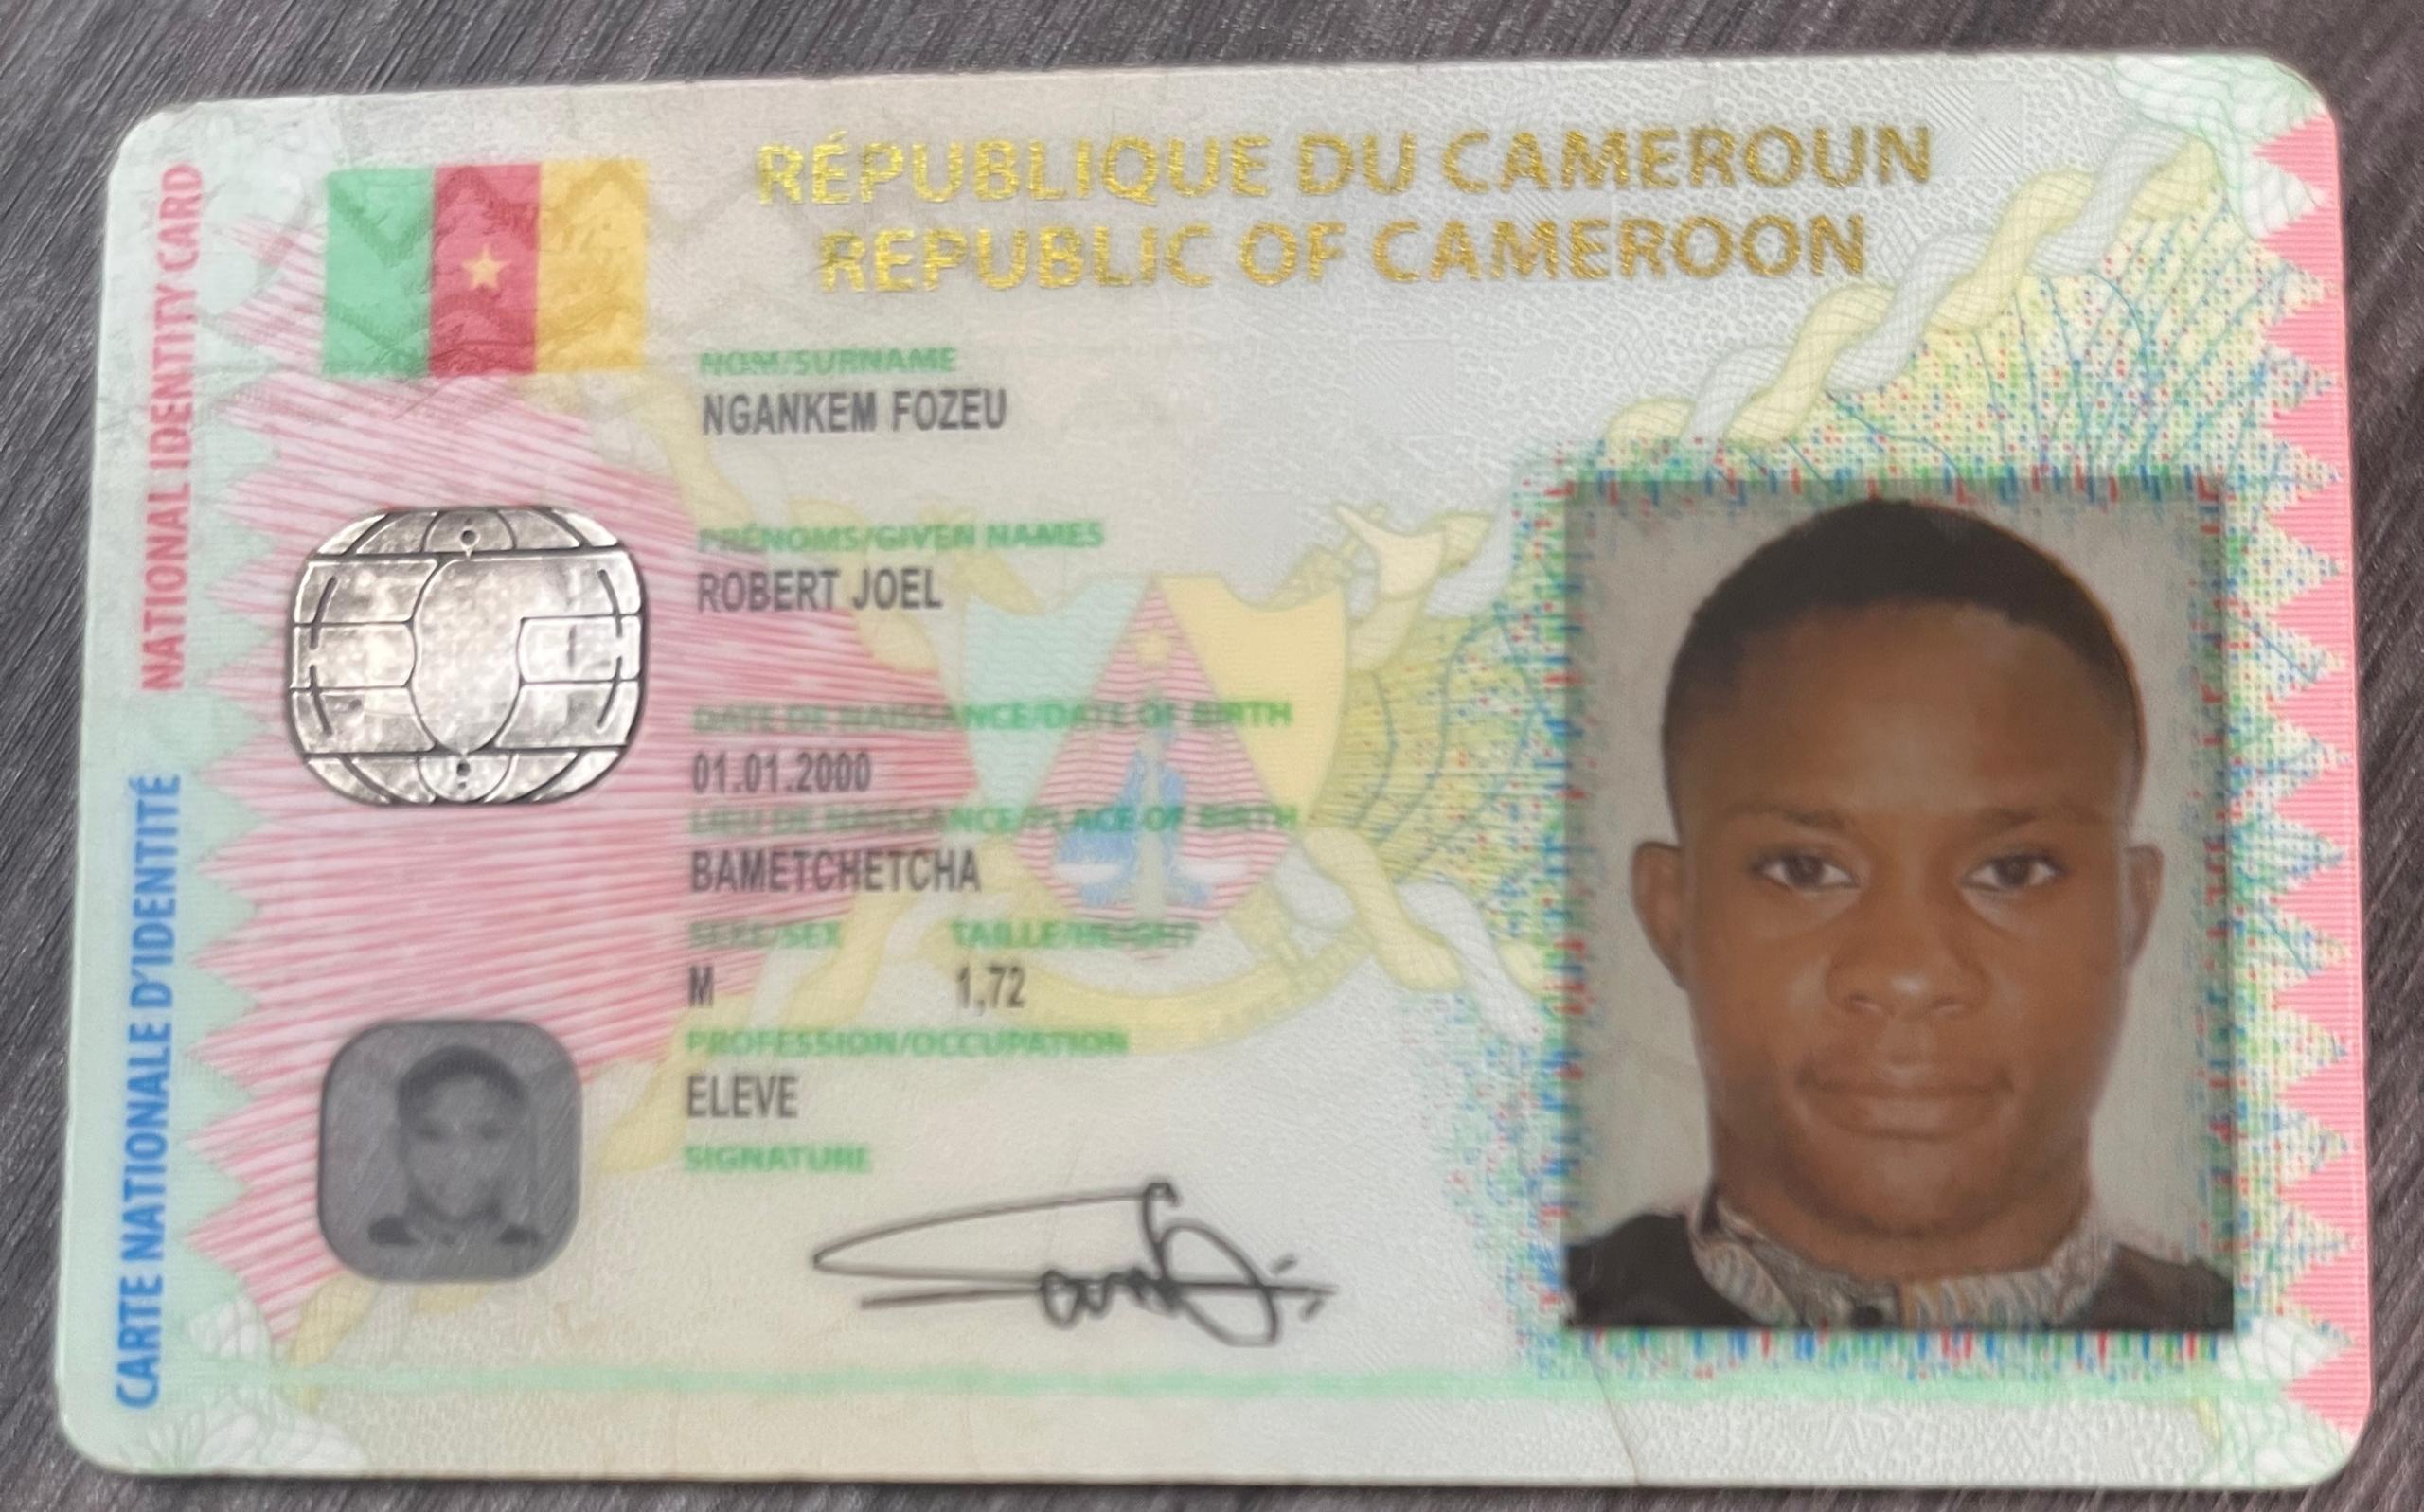 RÉPUBLIQUE DU CAMEROUN
REPUBLIC OF CAMEROON
NATIONAL IDENTITY CARD
CARTE NATIONALE D'IDENTITÉ
NOM/SURNAME
NGANKEM FOZEU
PRÉNOMS/GIVEN NAMES
ROBERT JOEL
DATE DE NAISSANCE/DATE OF BIRTH
01.01.2000
LIEU DE NAISSANCE/PLACE OF BIRTH
BAMETCHETCHA
SEXE/SEX TAILLE/HEIGHT
M 1,72
PROFESSION/OCCUPATION
ELEVE
SIGNATURE